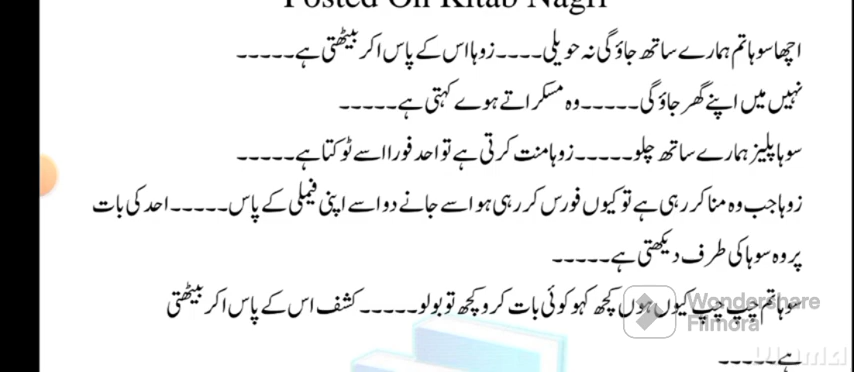 Posted On Kitab Nagri
اچھا سوہا تم ہمارے ساتھ جاؤ گی نہ حویلی۔۔۔۔ زوہا اس کے پاس اکر بیٹھتی ہے۔۔۔۔۔
نہیں میں اپنے گھر جاؤ گی۔۔۔۔۔ وہ مسکراتے ہوے کہتی ہے۔۔۔۔۔
سوہا پلیز ہمارے ساتھ چلو۔۔۔۔۔ زوہا منت کرتی ہے تو احد فورا اسے ٹوکتا ہے۔۔۔۔۔
زوہا جب وہ منا کر رہی ہے تو کیوں فورس کر رہی ہو اسے جانے دو اسے اپنی فیملی کے پاس۔۔۔۔۔ احد کی بات
پر وہ سوہا کی طرف دیکھتی ہے۔۔۔۔۔
سوہا تم چپ چپ کیوں ہوں کچھ کہو کوئی بات کرو کچھ تو بولو۔۔۔۔۔ کشف اس کے پاس اکر بیٹھتی
ہے۔۔۔۔۔
Wondershare
Filmora